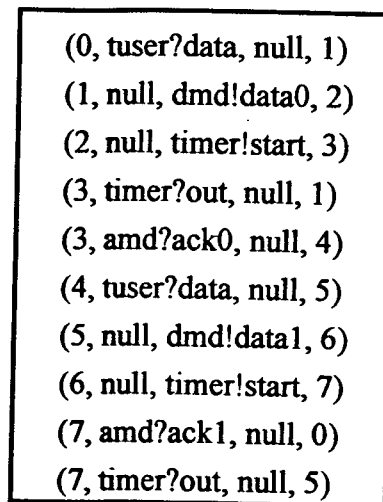 (0, tuser?data, null, 1)
(1, null, dmd!data0, 2)
(2, null, timer!start, 3)
(3, timer?out, null, 1)
(3, amd?ack0, null, 4)
(4, tuser?data, null, 5)
(5, null, dmd!data1, 6)
(6, null, timer!start, 7)
(7, amd?ack1, null, 0)
(7, timer?out, null, 5)